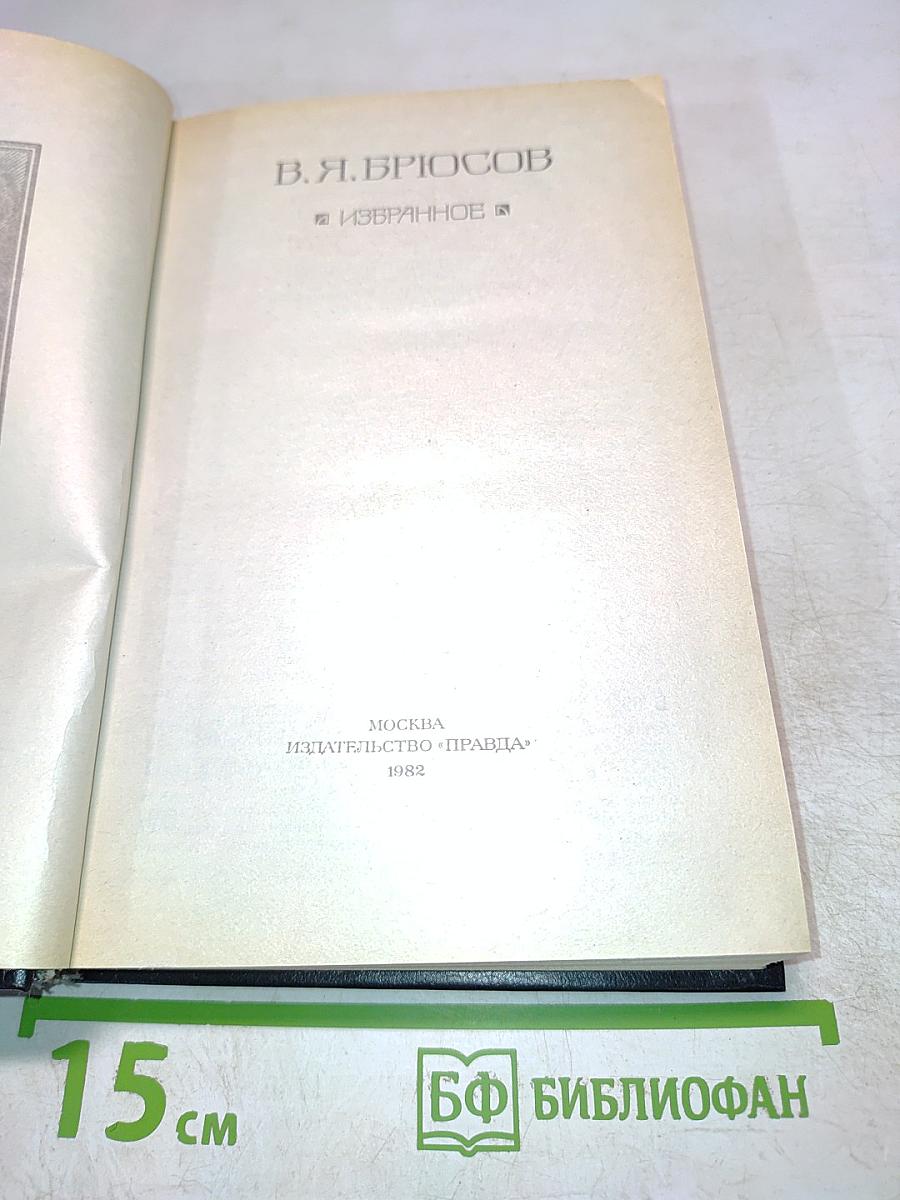 В. Я. БРЮСОВ
ИЗБРАННОЕ
МОСКВА
ИЗДАТЕЛЬСТВО «ПРАВДА»
1982
15 см
БФ БИБЛИОФАН